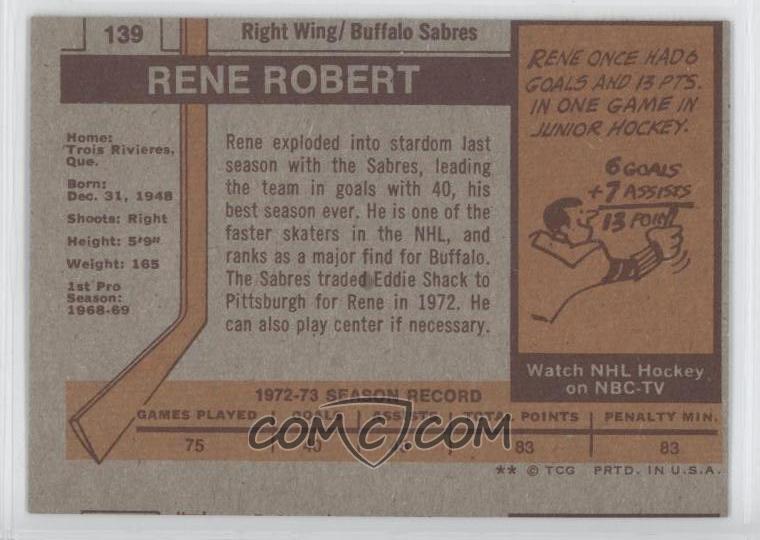 139
Right Wing/ Buffalo Sabres
RENE ROBERT
Home:
Trois Rivieres,
Que.
Born:
Dec. 31, 1948
Shoots: Right
Height: 5'9"
Weight: 165
1st Pro
Season:
1968-69
Rene exploded into stardom last
season with the Sabres, leading
the team in goals with 40, his
best season ever. He is one of the
faster skaters in the NHL, and
ranks as a major find for Buffalo.
The Sabres traded Eddie Shack to
Pittsburgh for Rene in 1972. He
can also play center if necessary.
RENE ONCE HAD 6
GOALS AND 13 PTS.
IN ONE GAME IN
JUNIOR HOCKEY.
6 GOALS
+7 ASSISTS
13 POINT
Watch NHL Hockey
on NBC-TV
1972-73 SEASON RECORD
GAMES PLAYED GOALS ASSISTS TOTAL POINTS PENALTY MIN.
75 40 83 83
COMC.COM
** © TCG PRTD. IN U.S.A.